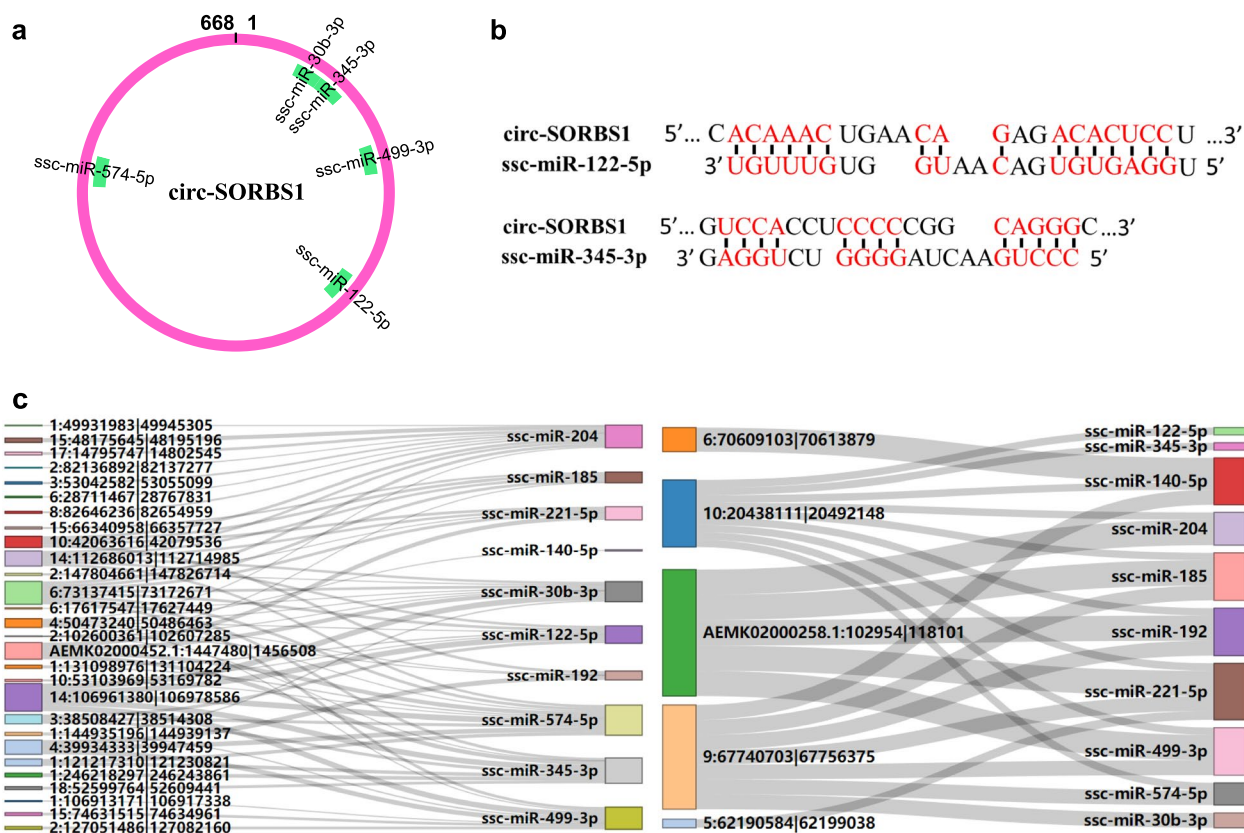 a
668 1
ssc-miR-30b-3p
ssc-miR-345-3p
ssc-miR-499-3p
ssc-miR-574-5p
circ-SORBS1
ssc-miR-122-5p
b
circ-SORBS1 5′... CACAAACUGAACA GAGACACUCCU ...3′
ssc-miR-122-5p 3′UGUUUGUG GUAACAGUGUGAGGU 5′
circ-SORBS1 5′... GUCCACCUCCCCCGG CAGGGC...3′
ssc-miR-345-3p 3′GAGGUCU GGGGAUCAAGUCCC 5′
c
1:49931983|49945305
15:48175645|48195196
17:14795747|14802545
2:82136892|82137277
3:53042582|53055099
6:28711467|28767831
8:82646236|82654959
15:66340958|66357727
10:42063616|42079536
14:112686013|112714985
2:147804661|147826714
6:73137415|73172671
6:17617547|17627449
4:50473240|50486463
2:102600361|102607285
AEMK02000452.1:1447480|1456508
1:131098976|131104224
10:53103969|53169782
14:106961380|106978586
3:38508427|38514308
1:144935196|144939137
4:39934333|39947459
1:121217310|121230821
1:246218297|246243861
18:52599764|52609441
1:106913171|106917338
15:74631515|74634961
2:127051486|127082160
ssc-miR-204
ssc-miR-185
ssc-miR-221-5p
ssc-miR-140-5p
ssc-miR-30b-3p
ssc-miR-122-5p
ssc-miR-192
ssc-miR-574-5p
ssc-miR-345-3p
ssc-miR-499-3p
6:70609103|70613879
10:20438111|20492148
AEMK02000258.1:102954|118101
9:67740703|67756375
5:62190584|62199038
ssc-miR-122-5p
ssc-miR-345-3p
ssc-miR-140-5p
ssc-miR-204
ssc-miR-185
ssc-miR-192
ssc-miR-221-5p
ssc-miR-499-3p
ssc-miR-574-5p
ssc-miR-30b-3p